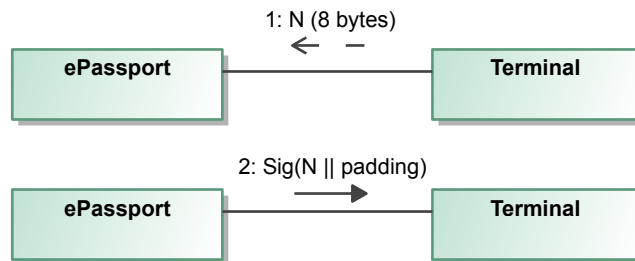 1: N (8 bytes)
ePassport
Terminal
2: Sig(N || padding)
ePassport
Terminal